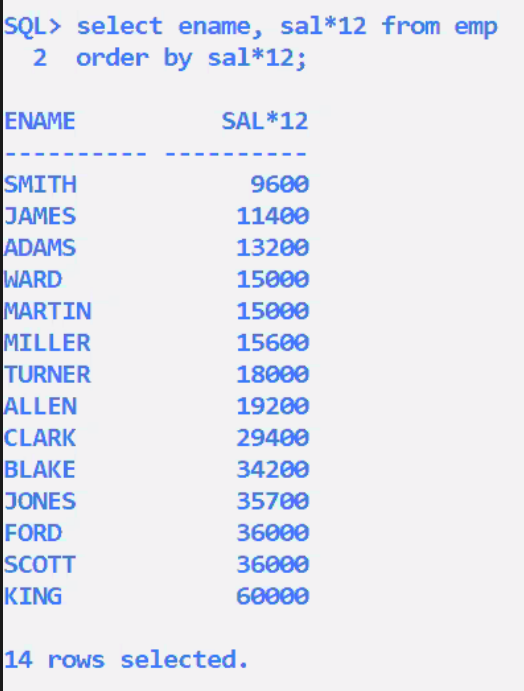 SQL> select ename, sal*12 from emp
  2  order by sal*12;

ENAME          SAL*12
---------- ----------
SMITH            9600
JAMES           11400
ADAMS           13200
WARD            15000
MARTIN          15000
MILLER          15600
TURNER          18000
ALLEN           19200
CLARK           29400
BLAKE           34200
JONES           35700
FORD            36000
SCOTT           36000
KING            60000

14 rows selected.